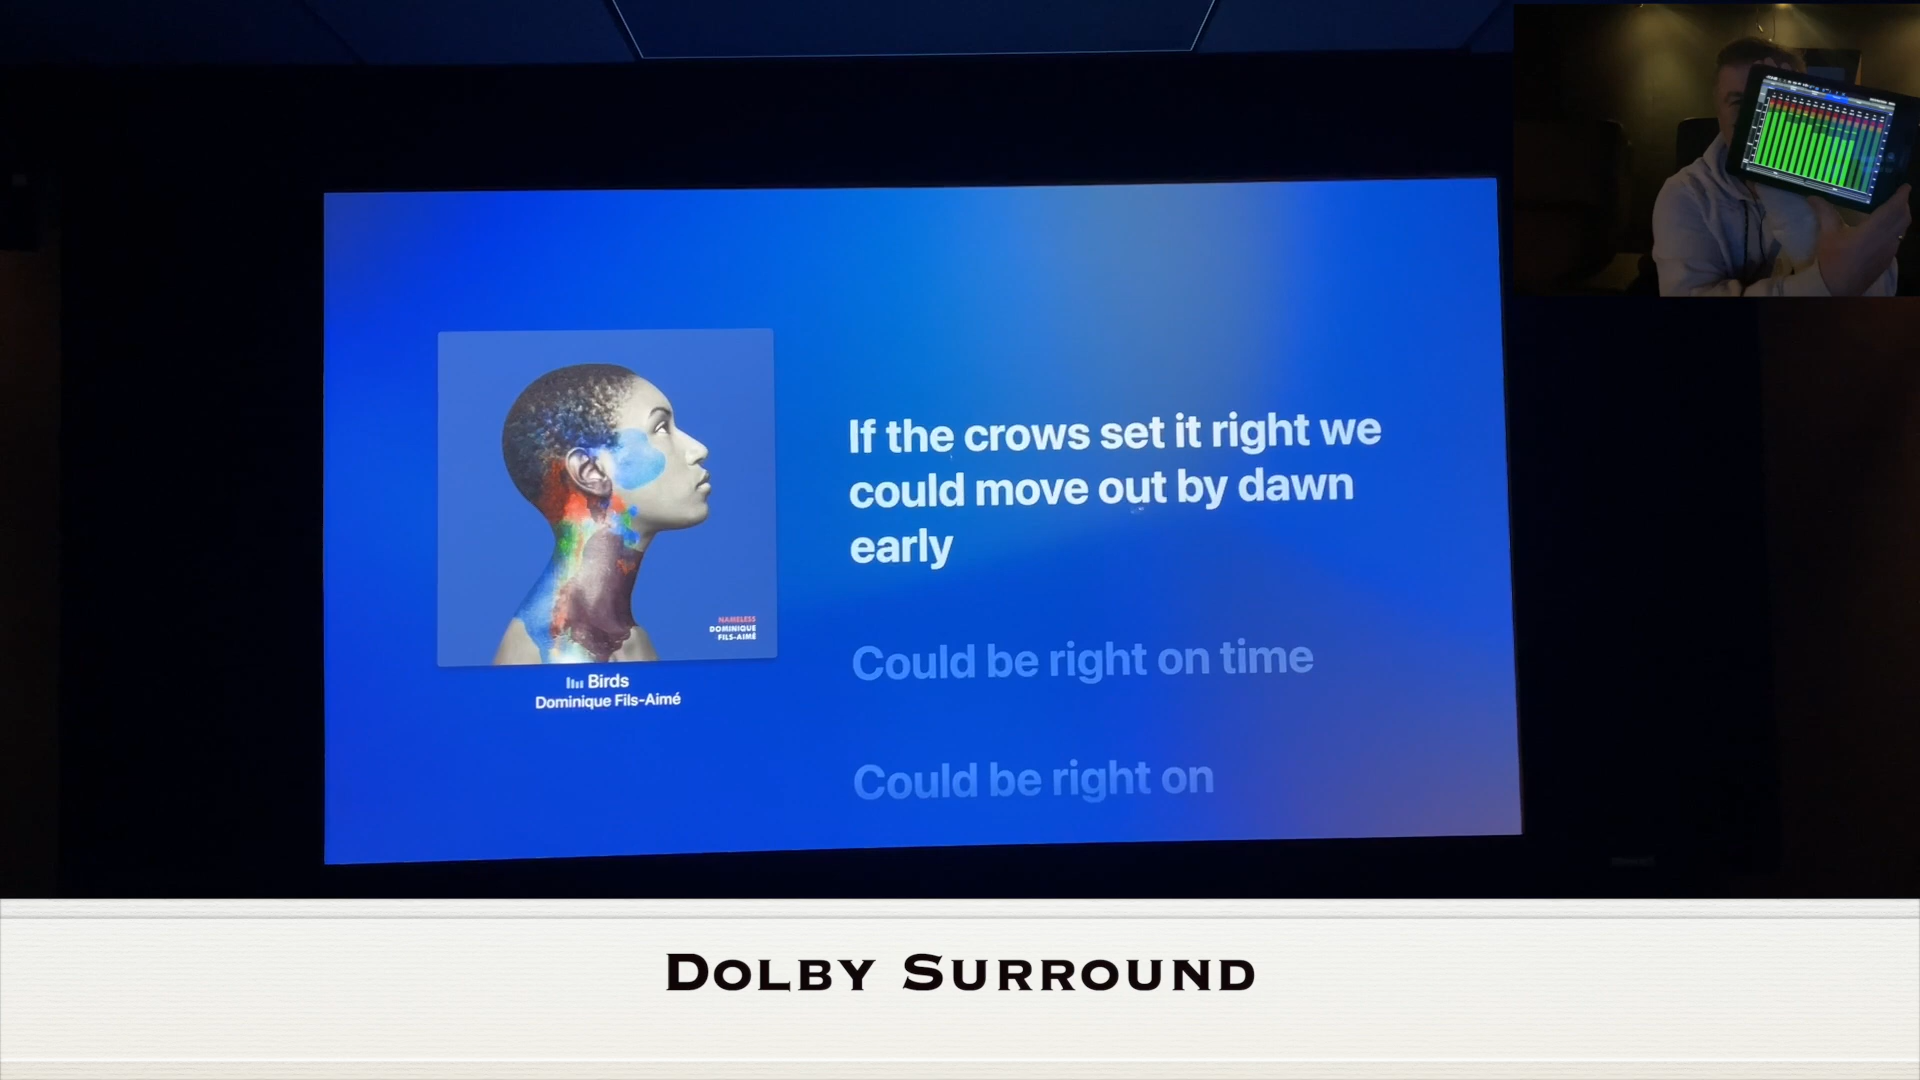 NAMELESS
DOMINIQUE
FILS-AIMÉ
Birds
Dominique Fils-Aimé
If the crows set it right we
could move out by dawn
early
Could be right on time
Could be right on
DOLBY SURROUND